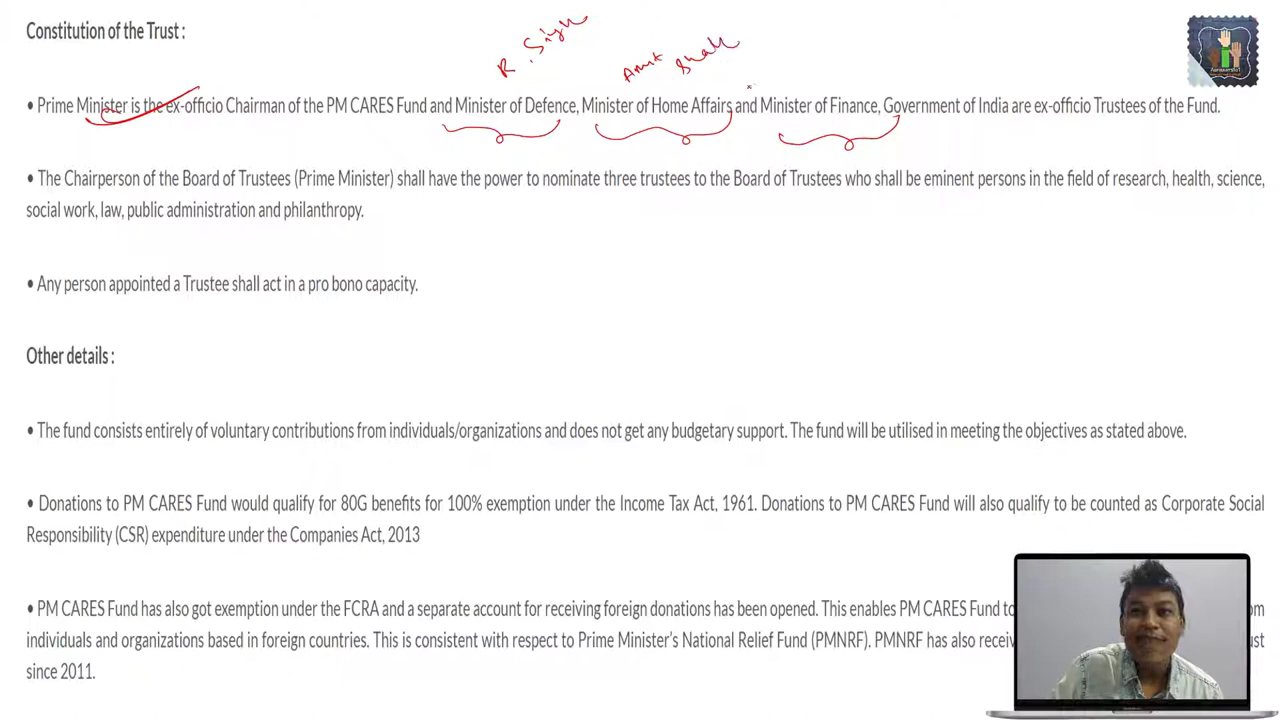 Constitution of the Trust :
R. Singh
Amit Shah
• Prime Minister is the ex-officio Chairman of the PM CARES Fund and Minister of Defence, Minister of Home Affairs and Minister of Finance, Government of India are ex-officio Trustees of the Fund.
• The Chairperson of the Board of Trustees (Prime Minister) shall have the power to nominate three trustees to the Board of Trustees who shall be eminent persons in the field of research, health, science,
social work, law, public administration and philanthropy.
• Any person appointed a Trustee shall act in a pro bono capacity.
Other details :
• The fund consists entirely of voluntary contributions from individuals/organizations and does not get any budgetary support. The fund will be utilised in meeting the objectives as stated above.
• Donations to PM CARES Fund would qualify for 80G benefits for 100% exemption under the Income Tax Act, 1961. Donations to PM CARES Fund will also qualify to be counted as Corporate Social
Responsibility (CSR) expenditure under the Companies Act, 2013
• PM CARES Fund has also got exemption under the FCRA and a separate account for receiving foreign donations has been opened. This enables PM CARES Fund to
individuals and organizations based in foreign countries. This is consistent with respect to Prime Minister's National Relief Fund (PMNRF). PMNRF has also
since 2011.